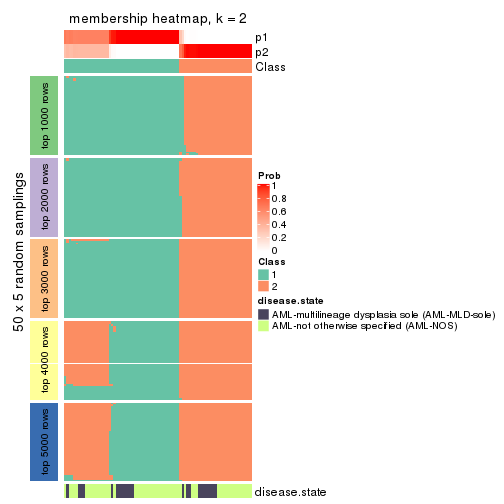 membership heatmap, k = 2
p1
p2
Class
50 x 5 random samplings
top 1000 rows
top 2000 rows
top 3000 rows
top 4000 rows
top 5000 rows
Prob
1
0.8
0.6
0.4
0.2
0
Class
1
2
disease.state
AML-multilineage dysplasia sole (AML-MLD-sole)
AML-not otherwise specified (AML-NOS)
disease.state